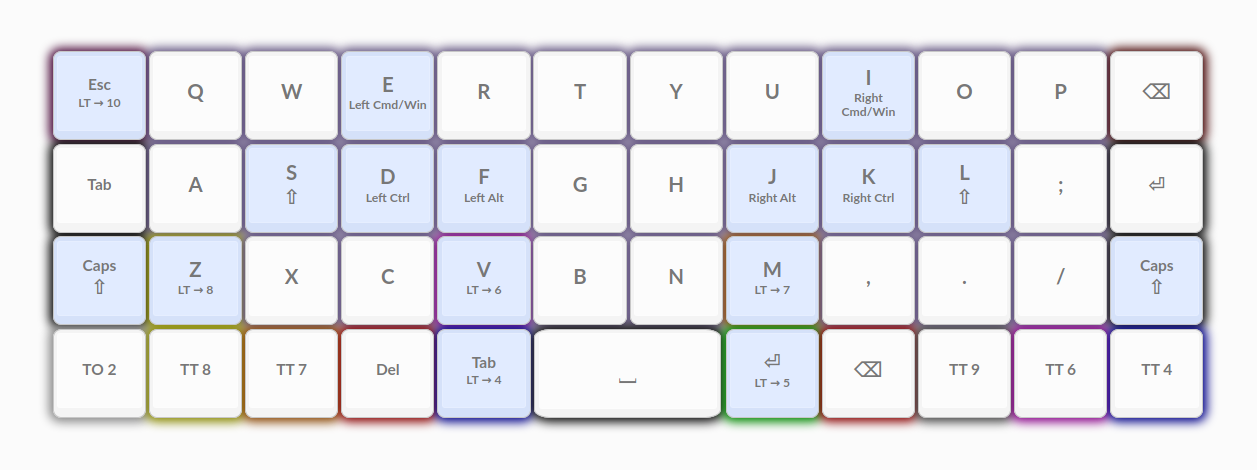 Esc
LT → 10
Q
W
E
Left Cmd/Win
R
T
Y
U
I
Right
Cmd/Win
O
P
⌫
Tab
A
S
⇧
D
Left Ctrl
F
Left Alt
G
H
J
Right Alt
K
Right Ctrl
L
⇧
;
⏎
Caps
⇧
Z
LT → 8
X
C
V
LT → 6
B
N
M
LT → 7
,
.
/
Caps
⇧
TO 2
TT 8
TT 7
Del
Tab
LT → 4
⎵
⏎
LT → 5
⌫
TT 9
TT 6
TT 4